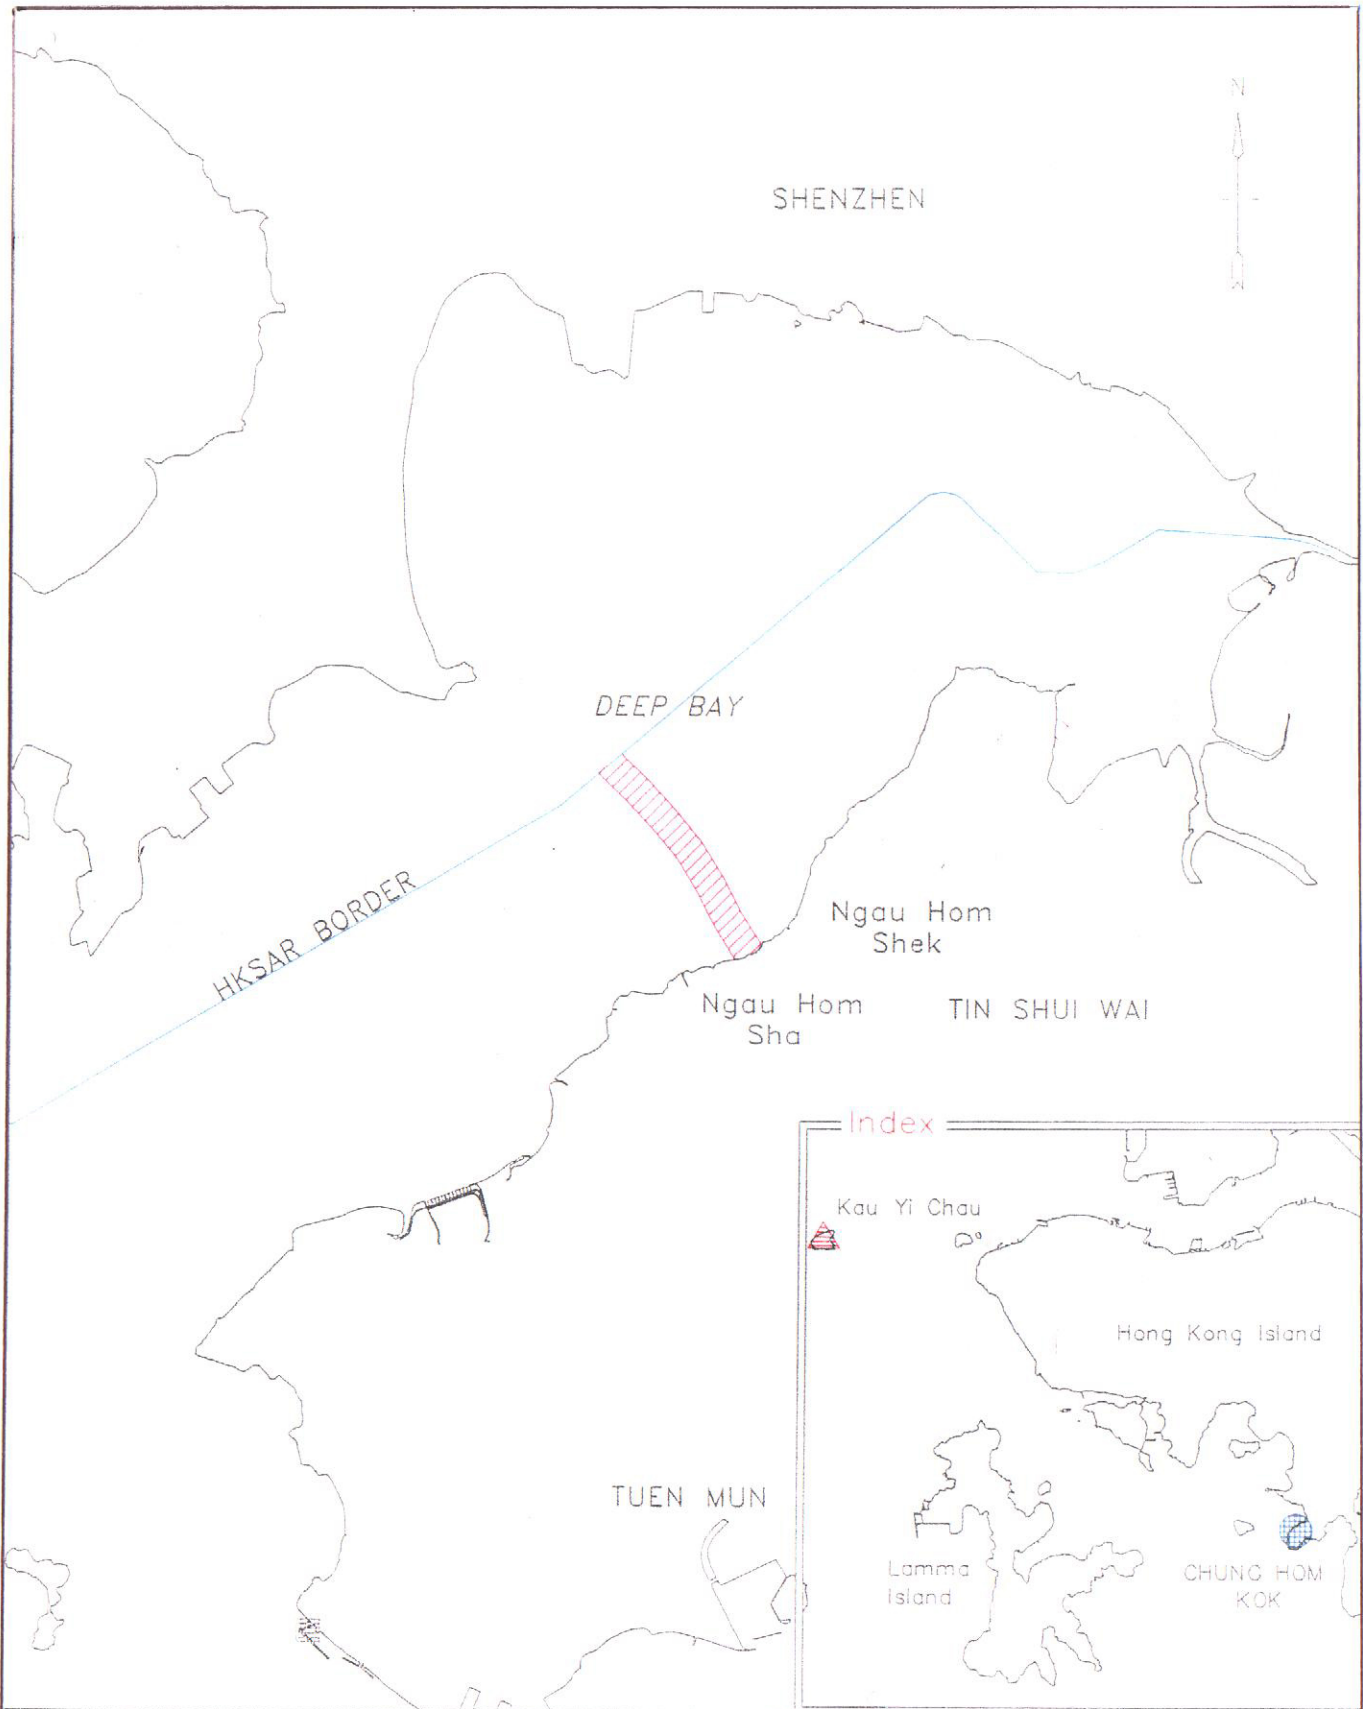 N
SHENZHEN
DEEP BAY
HKSAR BORDER
Ngau Hom
Shek
Ngau Hom
Sha
TIN SHUI WAI
Index
Kau Yi Chau
Hong Kong Island
TUEN MUN
Lamma
Island
CHUNG HOM
KOK